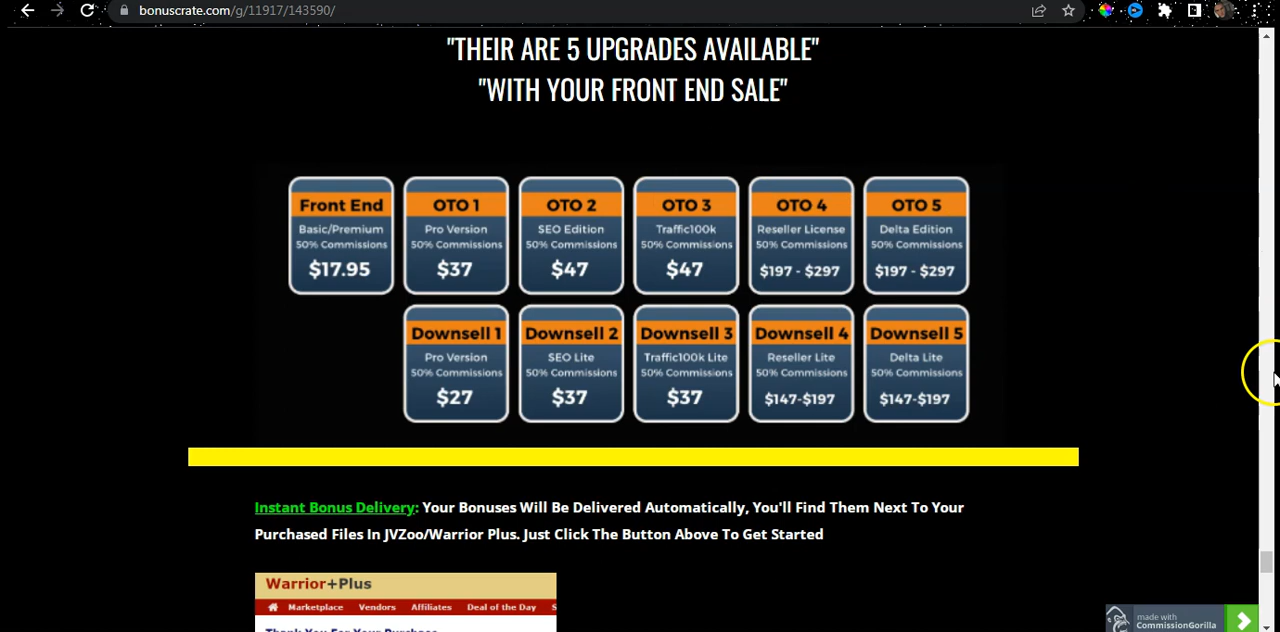 bonuscrate.com/g/11917/143590/
"THEIR ARE 5 UPGRADES AVAILABLE"
"WITH YOUR FRONT END SALE"
Front End
Basic/Premium
50% Commissions
$17.95
OTO 1
Pro Version
50% Commissions
$37
OTO 2
SEO Edition
50% Commissions
$47
OTO 3
Traffic100k
50% Commissions
$47
OTO 4
Reseller License
50% Commissions
$197 - $297
OTO 5
Delta Edition
50% Commissions
$197 - $297
Downsell 1
Pro Version
50% Commissions
$27
Downsell 2
SEO Lite
50% Commissions
$37
Downsell 3
Traffic100k Lite
50% Commissions
$37
Downsell 4
Reseller Lite
50% Commissions
$147-$197
Downsell 5
Delta Lite
50% Commissions
$147-$197
Instant Bonus Delivery: Your Bonuses Will Be Delivered Automatically, You'll Find Them Next To Your
Purchased Files In JVZoo/Warrior Plus. Just Click The Button Above To Get Started
Warrior+Plus
Marketplace Vendors Affiliates Deal of the Day S
Thank You For Your Purchase
made with
CommissionGorilla